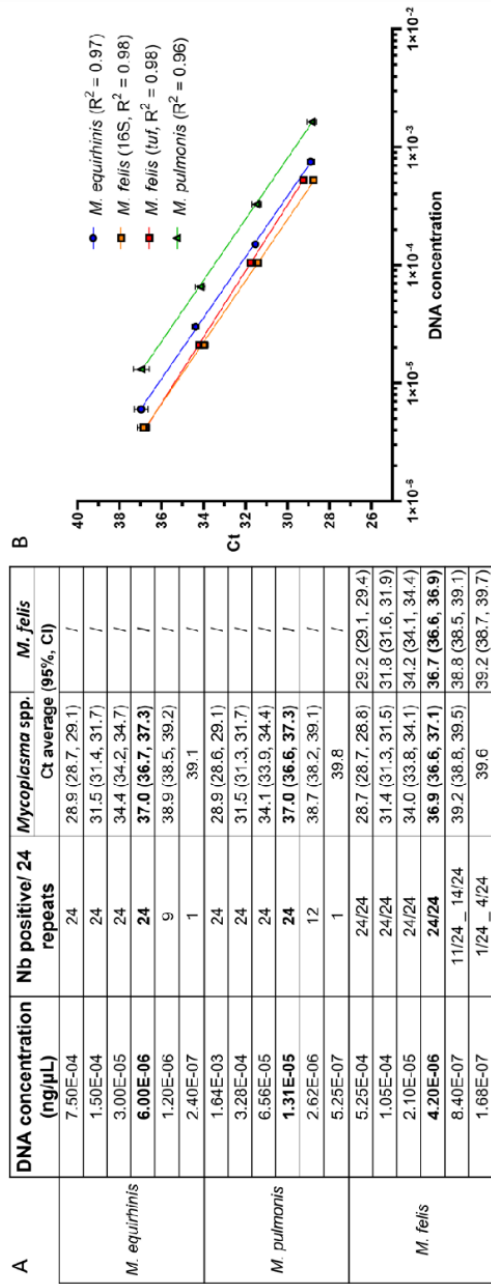 A
DNA concentration (ng/µL) Nb positive/ 24 repeats Mycoplasma spp. M. felis
Ct average (95%, CI)
M. equirhinis
7.50E-04 24 28.9 (28.7, 29.1) /
1.50E-04 24 31.5 (31.4, 31.7) /
3.00E-05 24 34.4 (34.2, 34.7) /
6.00E-06 24 37.0 (36.7, 37.3) /
1.20E-06 9 38.9 (38.5, 39.2) /
2.40E-07 1 39.1 /
M. pulmonis
1.64E-03 24 28.9 (28.6, 29.1) /
3.28E-04 24 31.5 (31.3, 31.7) /
6.56E-05 24 34.1 (33.9, 34.4) /
1.31E-05 24 37.0 (36.6, 37.3) /
2.62E-06 12 38.7 (38.2, 39.1) /
5.25E-07 1 39.8 /
M. felis
5.25E-04 24/24 28.7 (28.7, 28.8) 29.2 (29.1, 29.4)
1.05E-04 24/24 31.4 (31.3, 31.5) 31.8 (31.6, 31.9)
2.10E-05 24/24 34.0 (33.8, 34.1) 34.2 (34.1, 34.4)
4.20E-06 24/24 36.9 (36.6, 37.1) 36.7 (36.6, 36.9)
8.40E-07 11/24 _ 14/24 39.2 (38.8, 39.5) 38.8 (38.5, 39.1)
1.68E-07 1/24 _ 4/24 39.6 39.2 (38.7, 39.7)
B
40
38
36
34
32
30
28
26
Ct
1×10-6 1×10-5 1×10-4 1×10-3 1×10-2
DNA concentration
M. equirhinis (R2 = 0.97)
M. felis (16S, R2 = 0.98)
M. felis (tuf, R2 = 0.98)
M. pulmonis (R2 = 0.96)